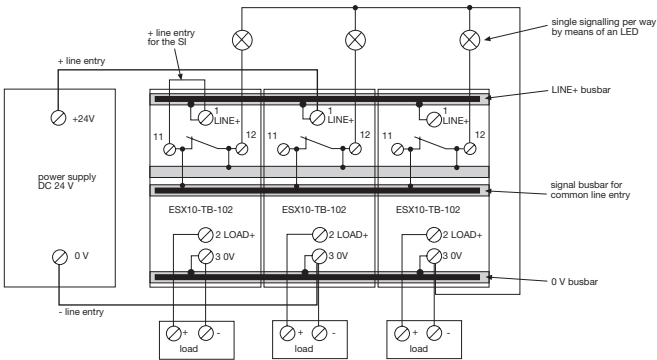 + line entry
for the SI
single signalling per way
by means of an LED
+ line entry
LINE+ busbar
+24V
1
LINE+
1
LINE+
1
LINE+
11
12
11
12
11
12
power supply
DC 24 V
signal busbar for
common line entry
ESX10-TB-102
ESX10-TB-102
ESX10-TB-102
2 LOAD+
2 LOAD+
2 LOAD+
0 V
3 0V
3 0V
3 0V
0 V busbar
- line entry
+ -
+ -
+ -
load
load
load